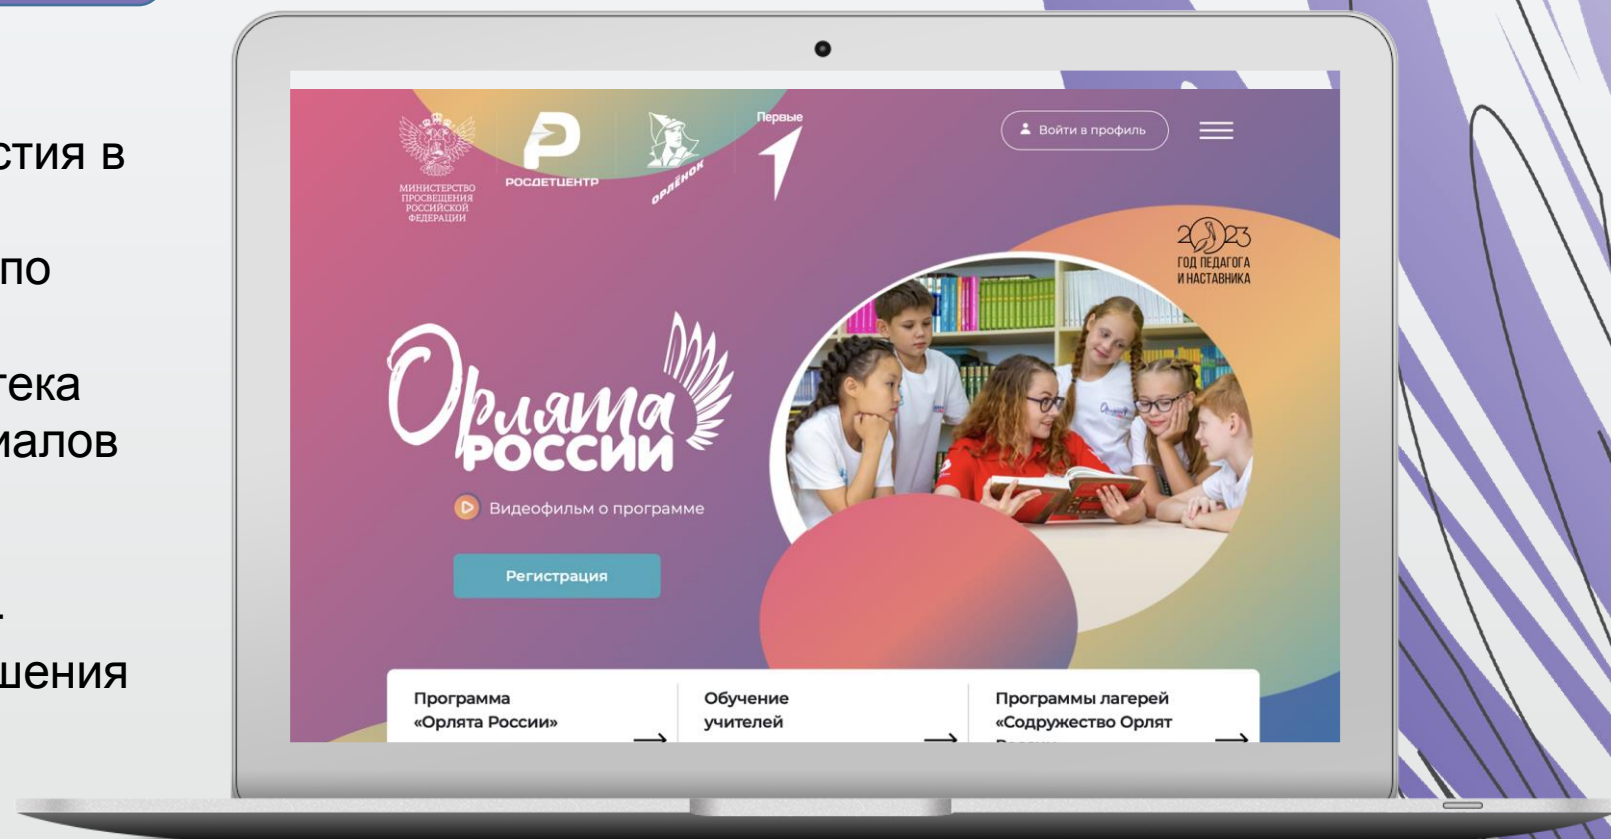 стия в
по
тека
иалов
шения
МИНИСТЕРСТВО
ПРОСВЕЩЕНИЯ
РОССИЙСКОЙ
ФЕДЕРАЦИИ
РОСДЕТЦЕНТР
ОРЛЁНОК
Первые
Войти в профиль
2023
ГОД ПЕДАГОГА
И НАСТАВНИКА
Орлята
РОССИИ
Видеофильм о программе
Регистрация
Программа
«Орлята России»
Обучение
учителей
Программы лагерей
«Содружество Орлят